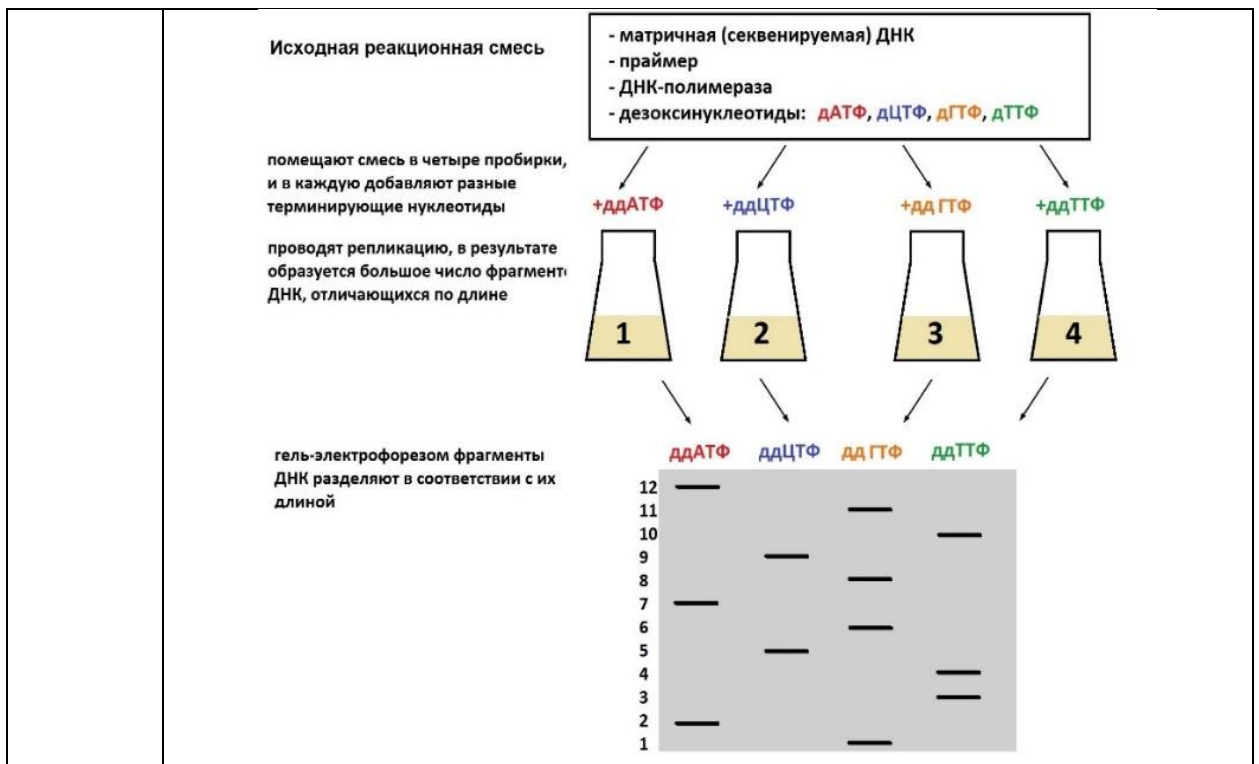 Исходная реакционная смесь
- матричная (секвенируемая) ДНК
- праймер
- ДНК-полимераза
- дезоксинуклеотиды: дАТФ, дЦТФ, дГТФ, дТТФ
помещают смесь в четыре пробирки,
и в каждую добавляют разные
терминирующие нуклеотиды
+ддАТФ +ддЦТФ +дд ГТФ +ддТТФ
проводят репликацию, в результате
образуется большое число фрагменто
ДНК, отличающихся по длине
1 2 3 4
гель-электрофорезом фрагменты
ДНК разделяют в соответствии с их
длиной
ддАТФ ддЦТФ дд ГТФ ддТТФ
12
11
10
9
8
7
6
5
4
3
2
1